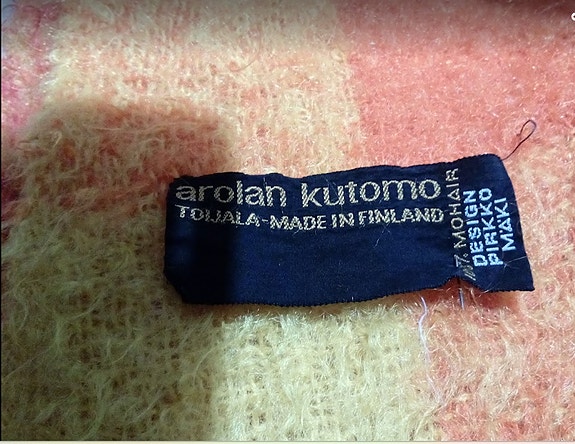 arolan kutomo
TOIJALA-MADE IN FINLAND
% MOHAIR
DESIGN
PIRKKO
MÄKI